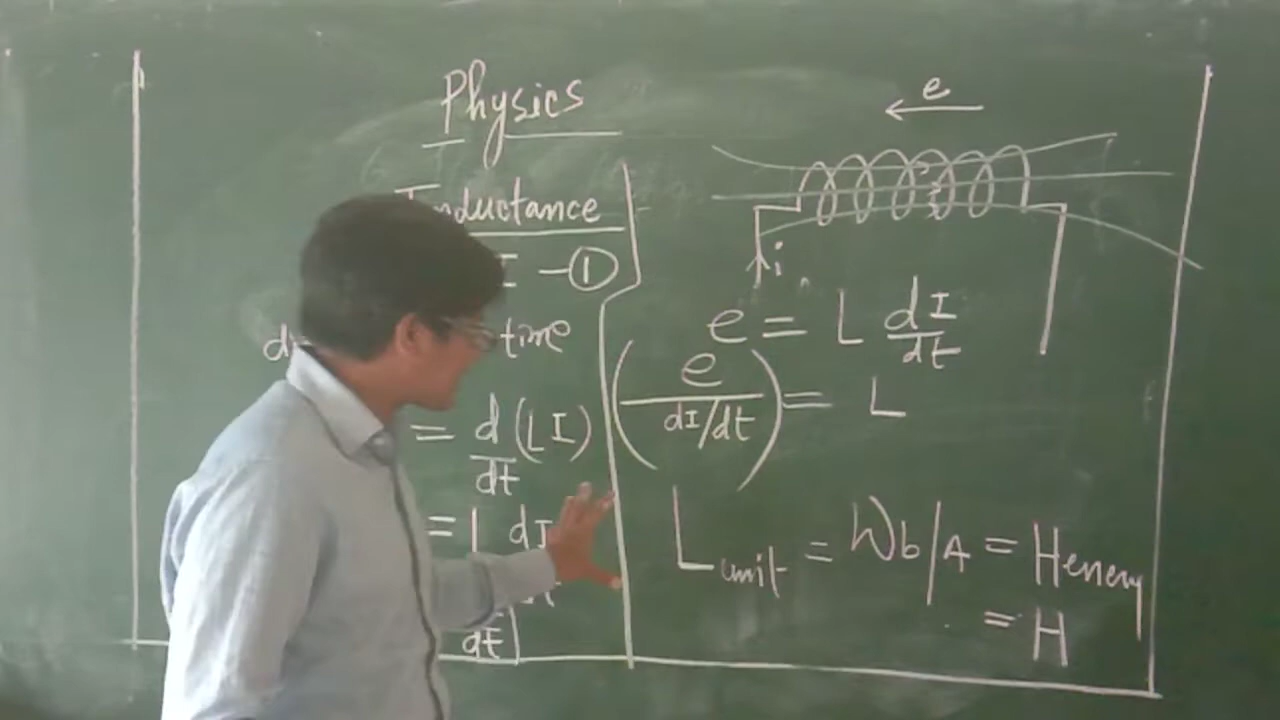 Physics
Inductance
I - ①
time
= d/dt (LI)
= L dI
dt
e
i
e = L dI/dt
(e / dI/dt) = L
L unit = Wb/A = Henery
= H